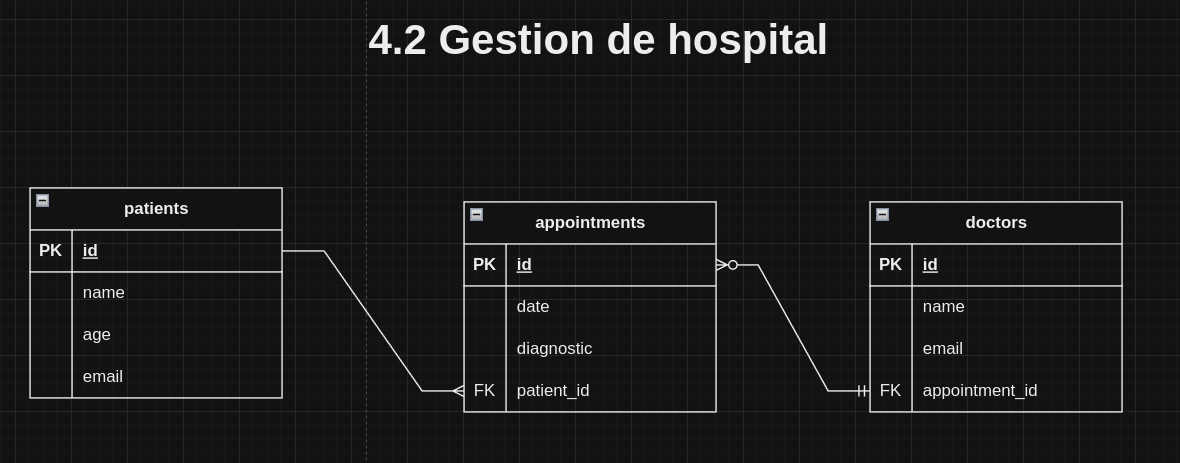 4.2 Gestion de hospital
patients
PK id
name
age
email
appointments
PK id
date
diagnostic
FK patient_id
doctors
PK id
name
email
FK appointment_id